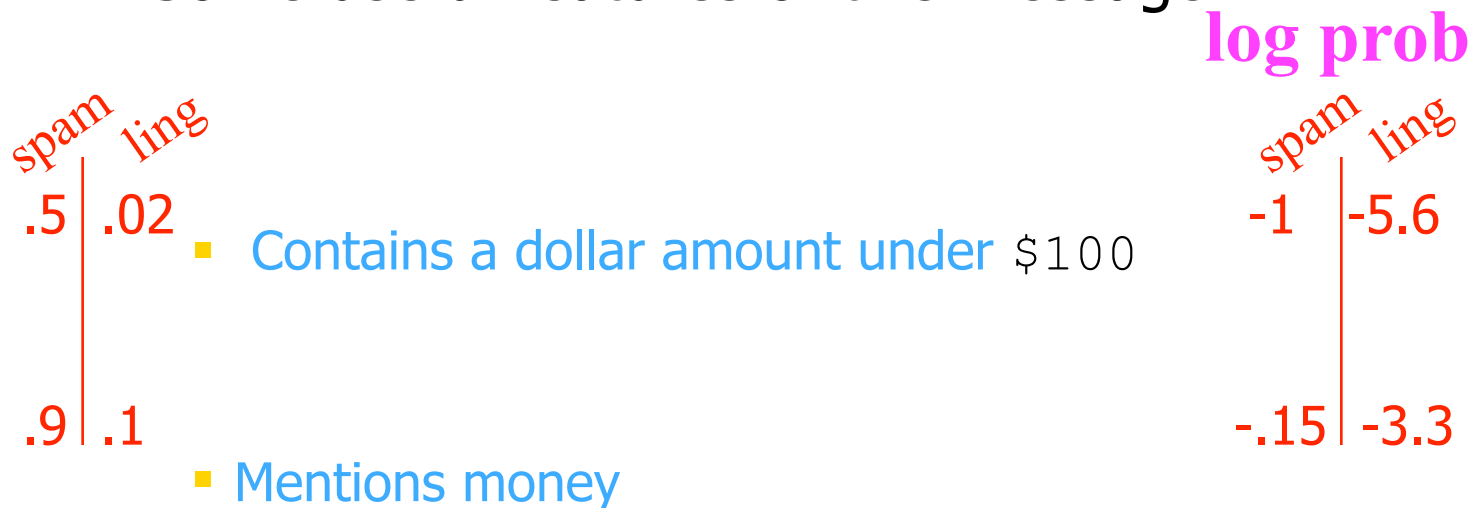 log prob
spam ling
spam ling
.5 .02
-1 -5.6
Contains a dollar amount under $100
.9 .1
-.15 -3.3
Mentions money